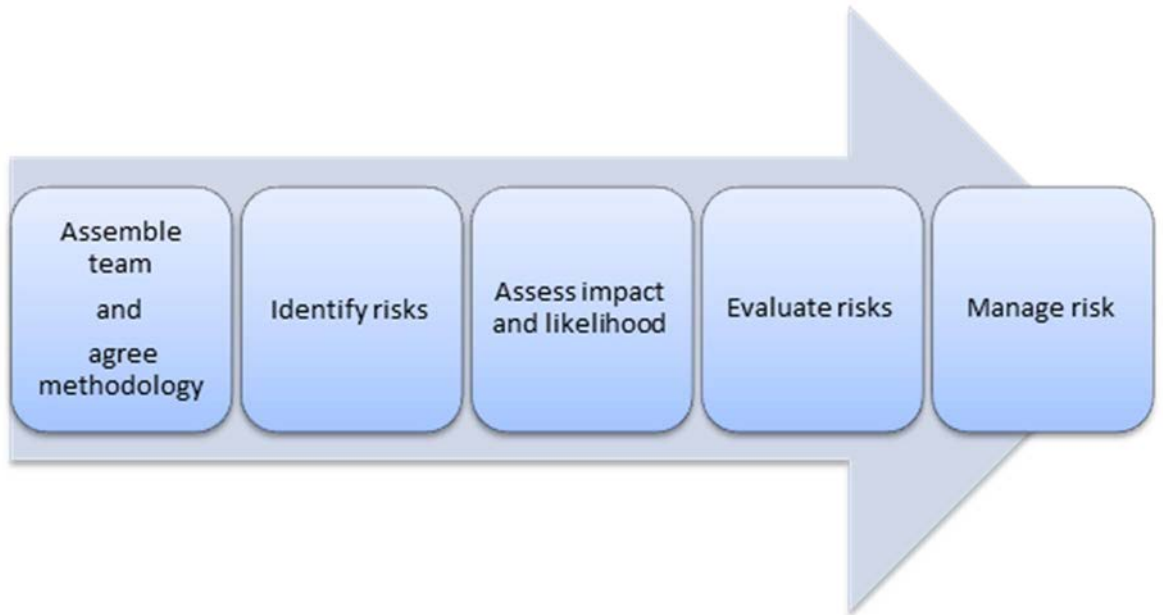 Assemble
team
and
agree
methodology
Identify risks
Assess impact
and likelihood
Evaluate risks
Manage risk